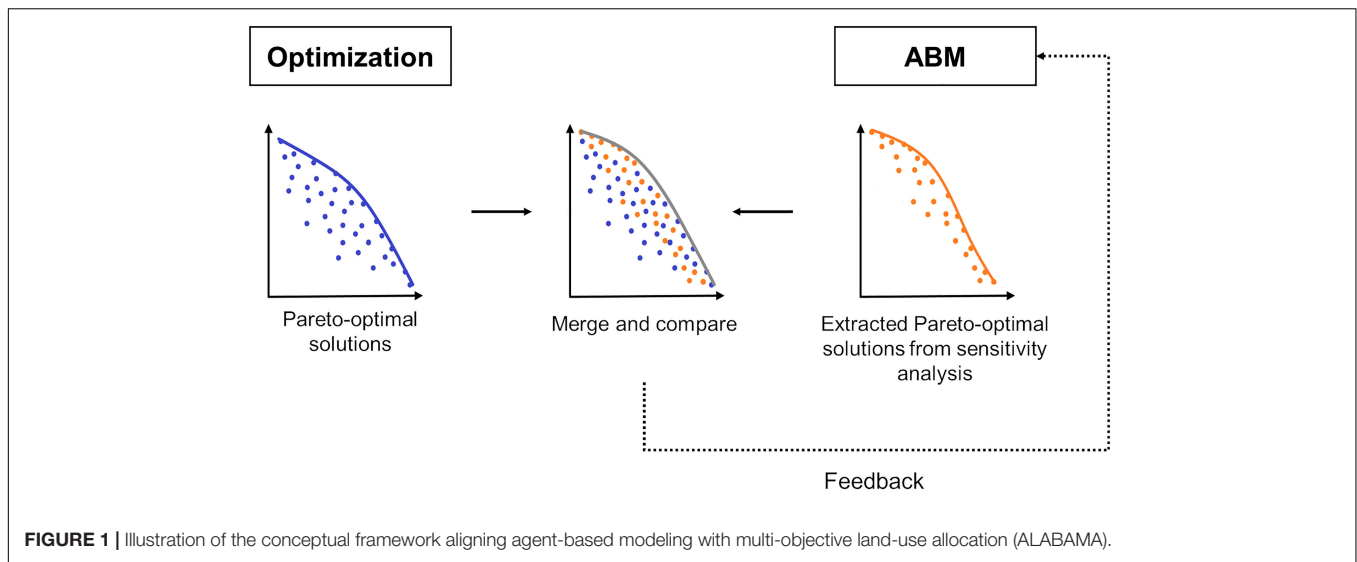 Optimization
ABM
Pareto-optimal
solutions
Merge and compare
Extracted Pareto-optimal
solutions from sensitivity
analysis
Feedback
FIGURE 1 | Illustration of the conceptual framework aligning agent-based modeling with multi-objective land-use allocation (ALABAMA).